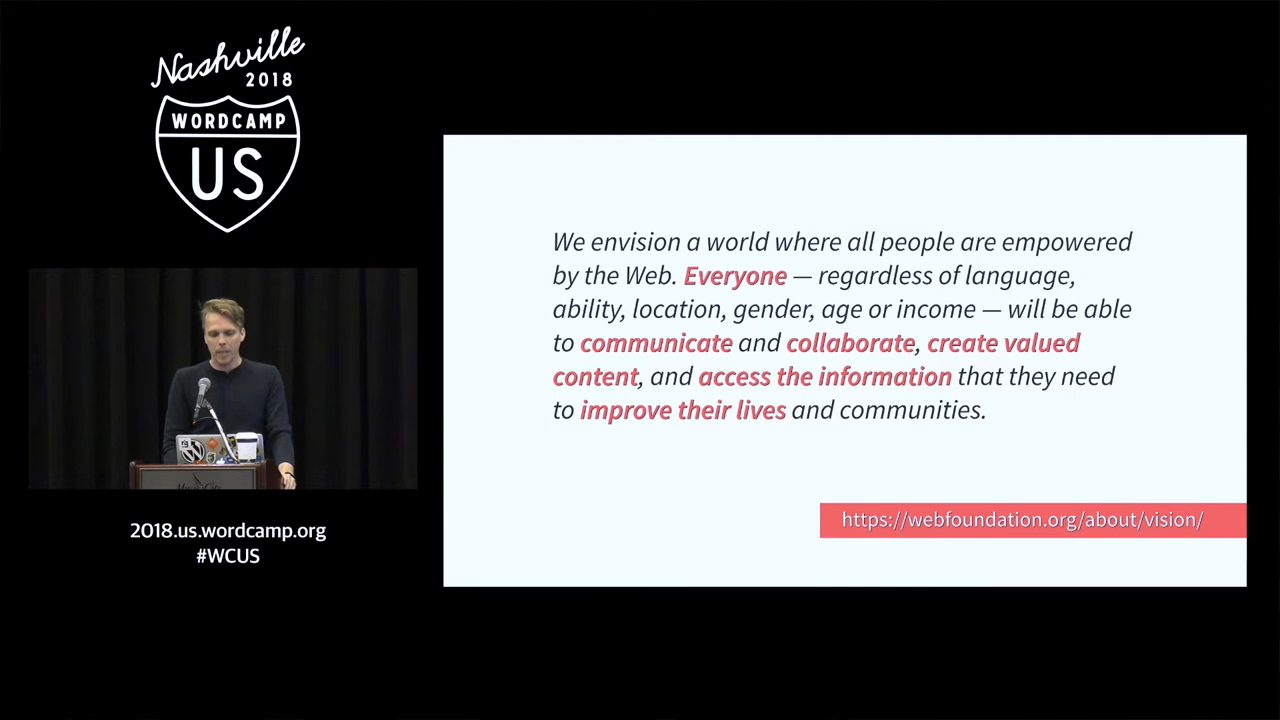 Nashville
2018
WORDCAMP
US
2018.us.wordcamp.org
#WCUS
We envision a world where all people are empowered
by the Web. Everyone — regardless of language,
ability, location, gender, age or income — will be able
to communicate and collaborate, create valued
content, and access the information that they need
to improve their lives and communities.
https://webfoundation.org/about/vision/